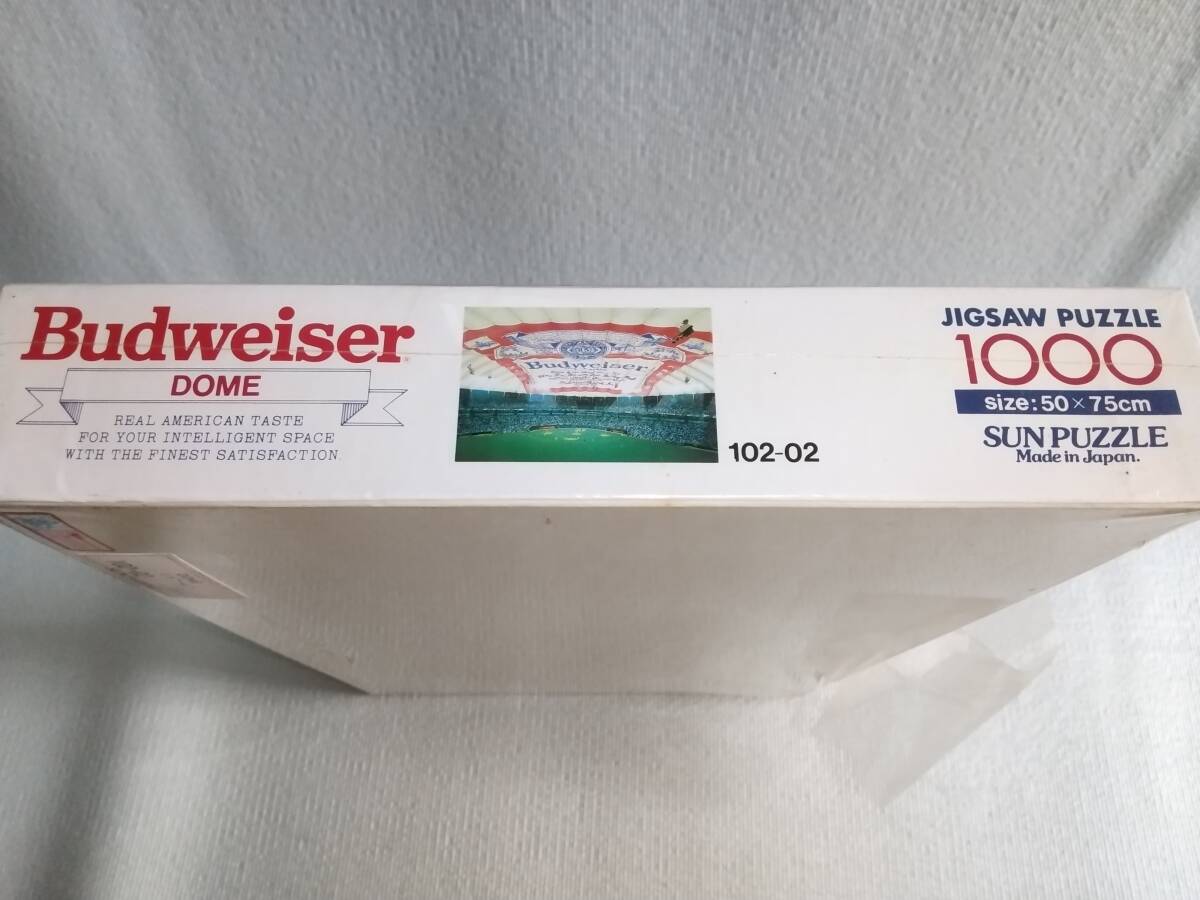 Budweiser
DOME
REAL AMERICAN TASTE
FOR YOUR INTELLIGENT SPACE
WITH THE FINEST SATISFACTION.
Budweiser
102-02
JIGSAW PUZZLE
1000
size:50×75cm
SUN PUZZLE
Made in Japan.